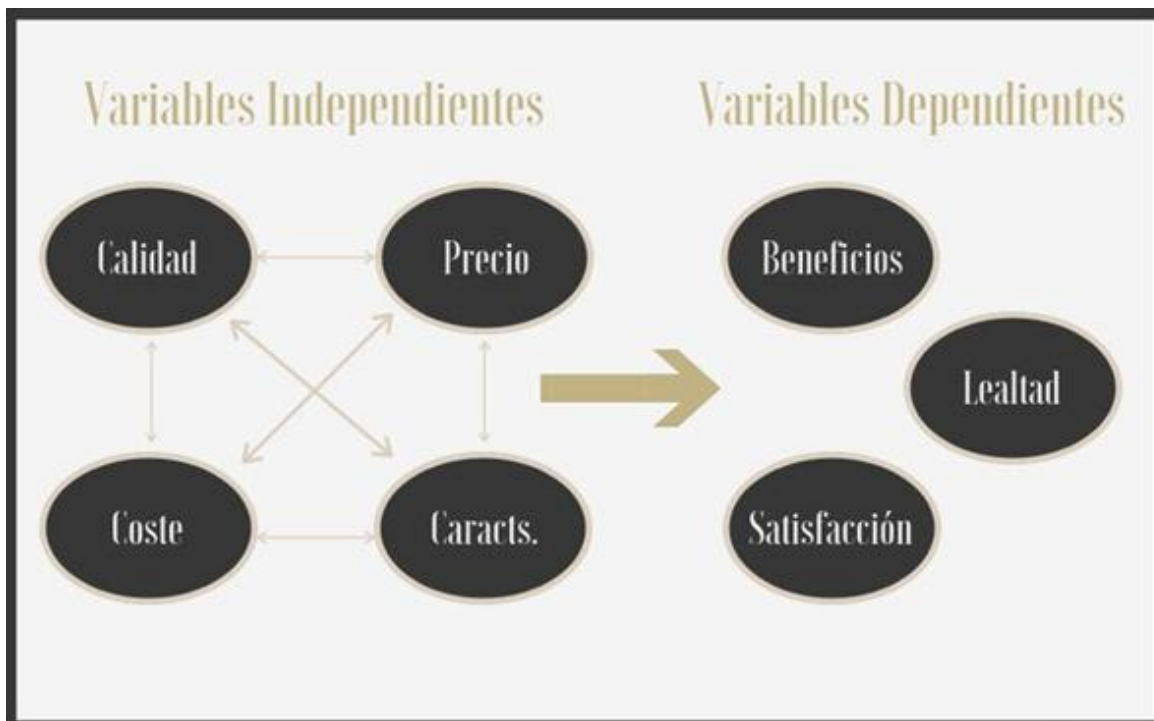 Variables Independientes
Variables Dependientes
Calidad
Precio
Beneficios
Lealtad
Coste
Caracts.
Satisfacción